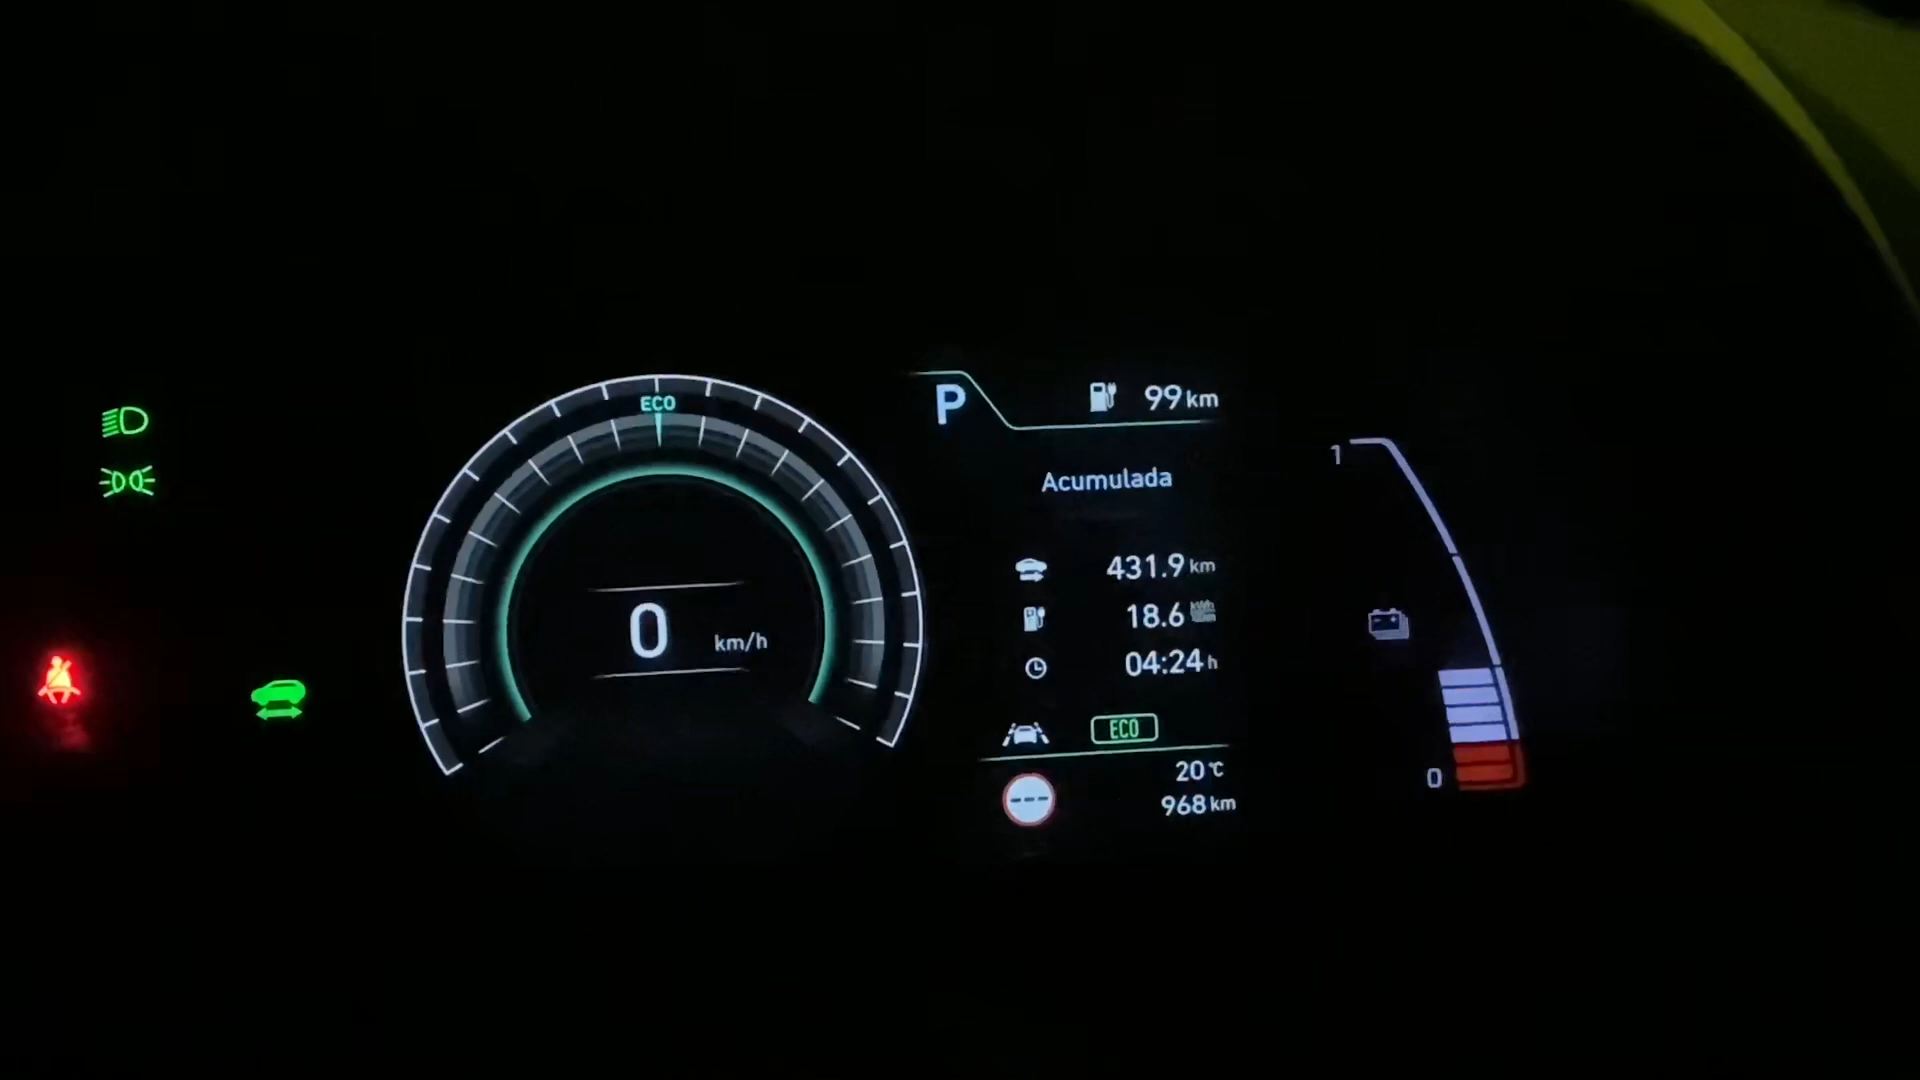 ECO
0 km/h
P 99 km
Acumulada
431.9 km
18.6
04:24 h
ECO
---
20 °C
968 km
1
0